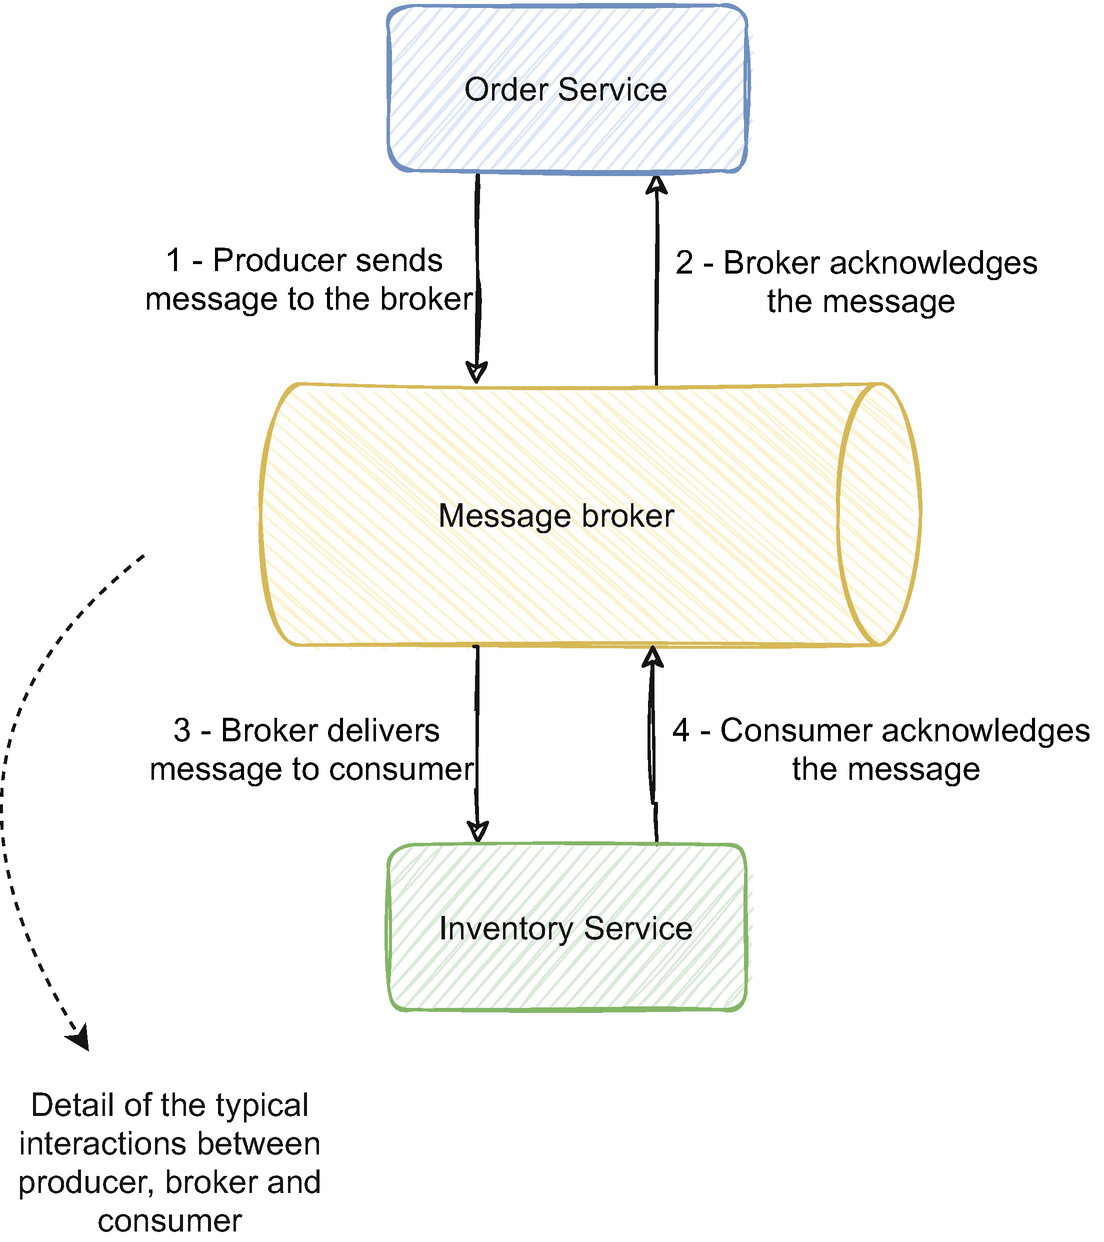 Order Service
1 - Producer sends
message to the broker
2 - Broker acknowledges
the message
Message broker
3 - Broker delivers
message to consumer
4 - Consumer acknowledges
the message
Inventory Service
Detail of the typical
interactions between
producer, broker and
consumer